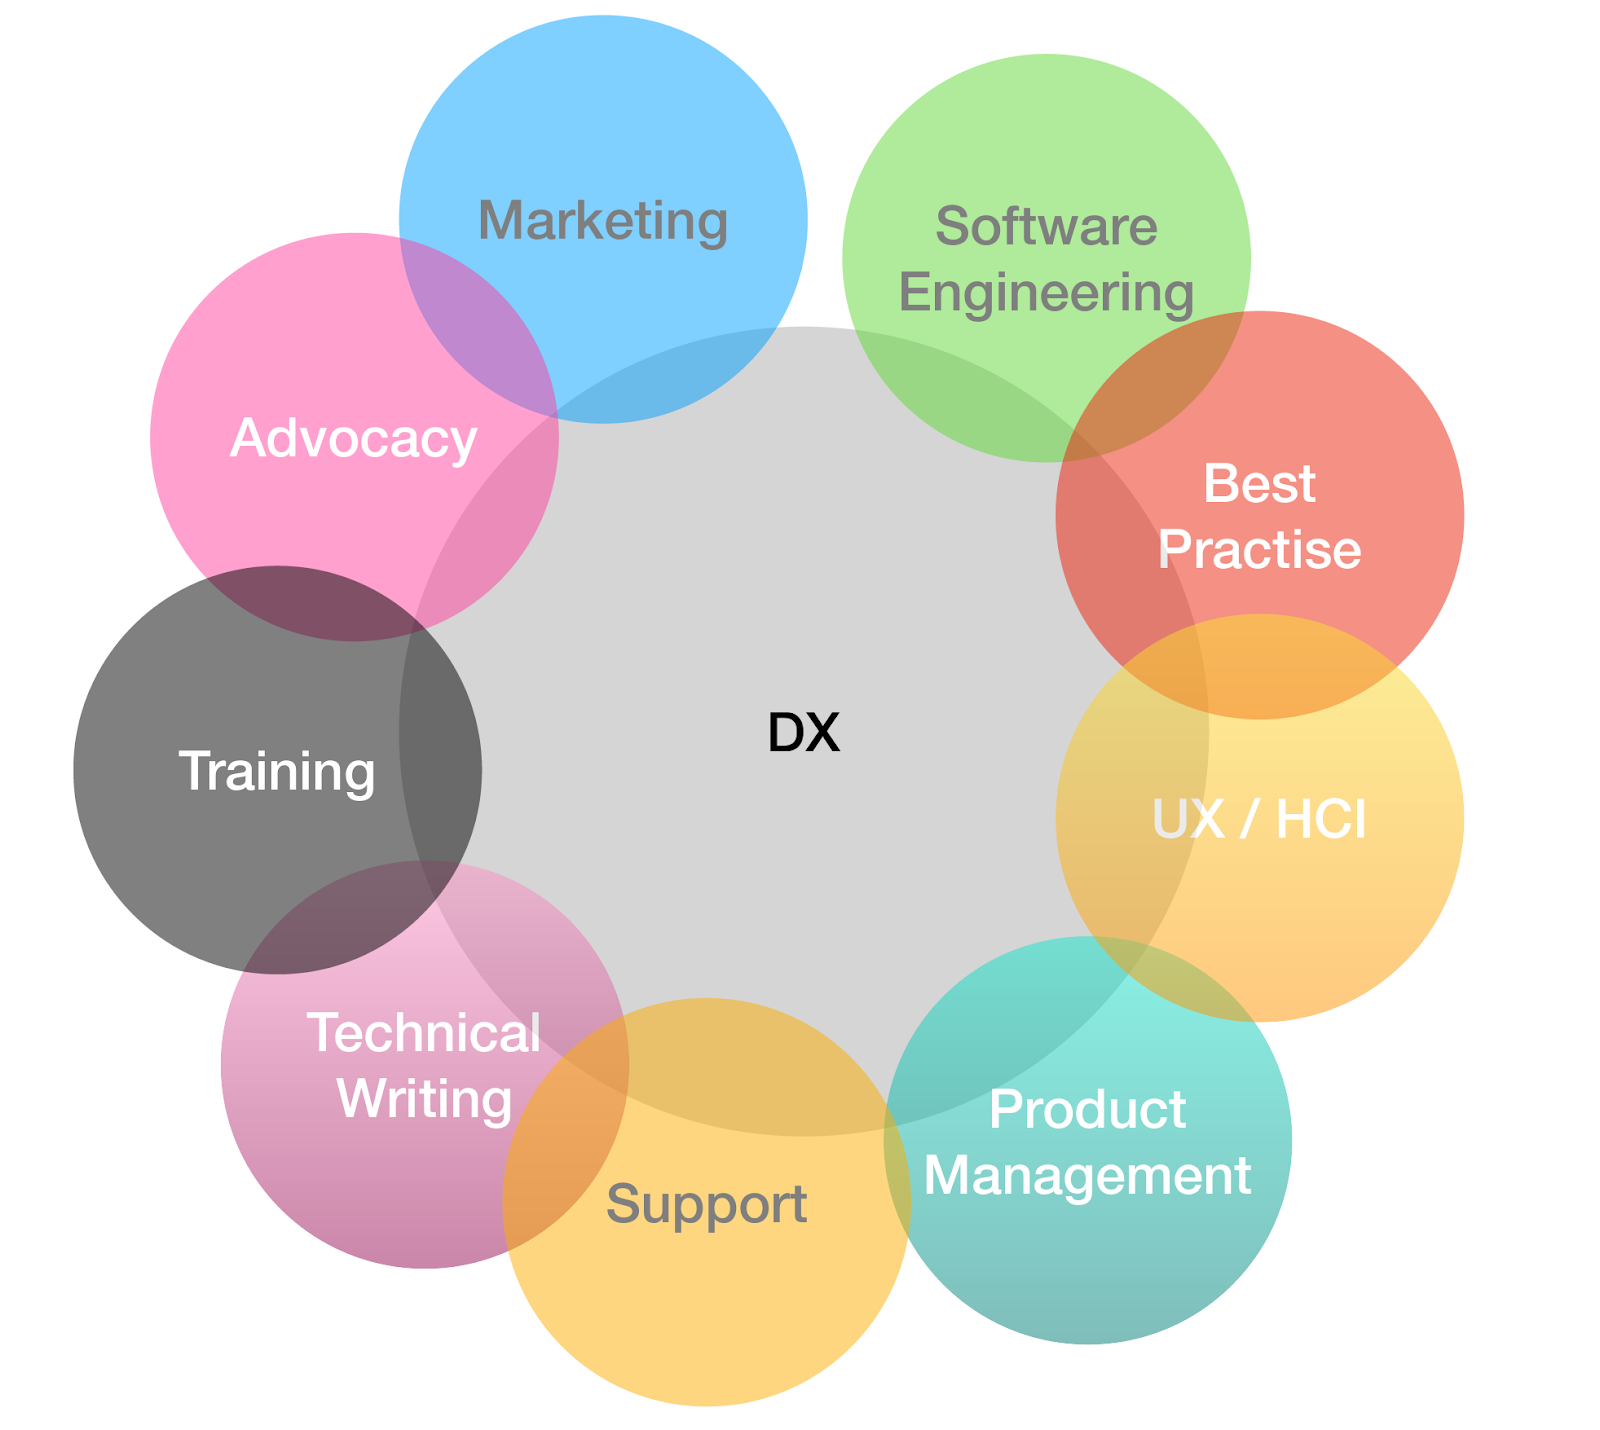 Marketing
Software
Engineering
Advocacy
Best
Practise
DX
Training
UX / HCI
Technical
Writing
Product
Management
Support